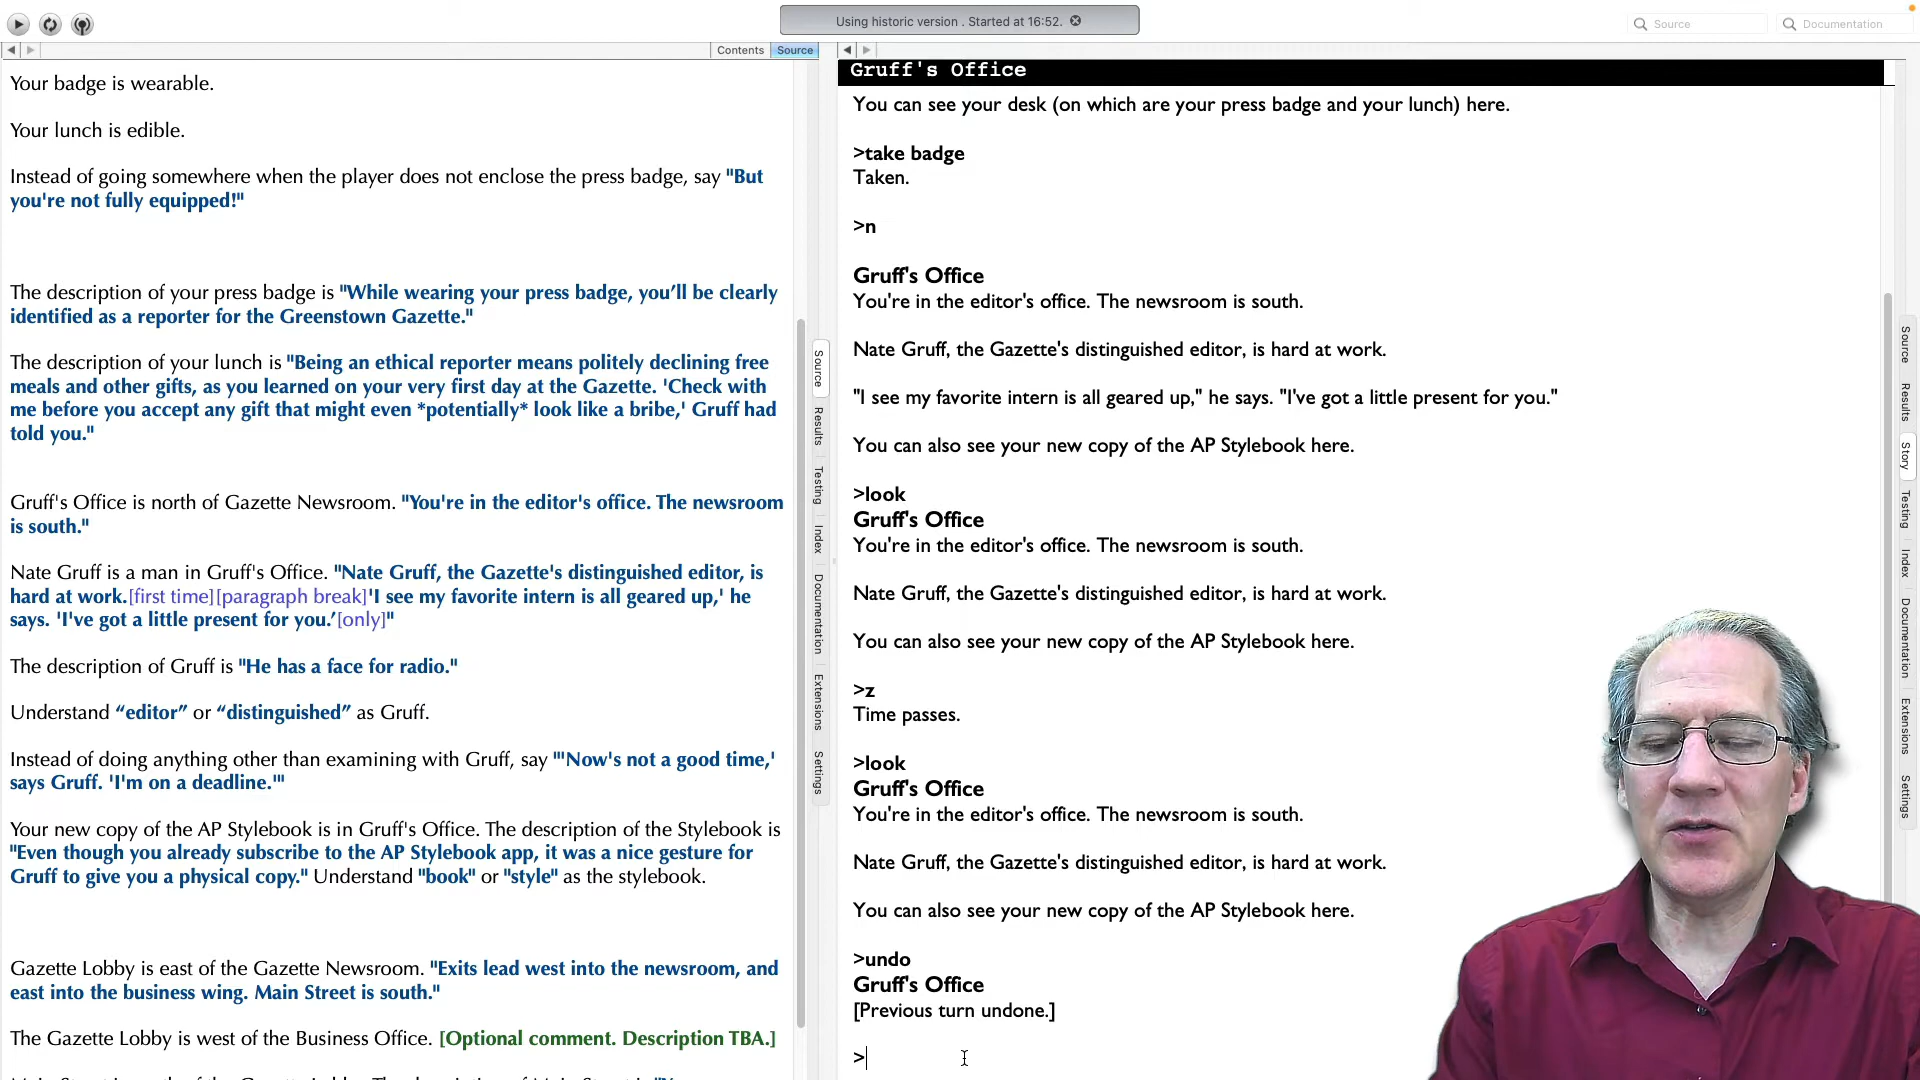 Using historic version . Started at 16:52.
Source
Documentation
Contents
Source
Your badge is wearable.
Your lunch is edible.
Instead of going somewhere when the player does not enclose the press badge, say "But
you're not fully equipped!"
The description of your press badge is "While wearing your press badge, you’ll be clearly
identified as a reporter for the Greenstown Gazette."
The description of your lunch is "Being an ethical reporter means politely declining free
meals and other gifts, as you learned on your very first day at the Gazette. 'Check with
me before you accept any gift that might even *potentially* look like a bribe,' Gruff had
told you."
Gruff's Office is north of Gazette Newsroom. "You're in the editor's office. The newsroom
is south."
Nate Gruff is a man in Gruff's Office. "Nate Gruff, the Gazette's distinguished editor, is
hard at work.[first time][paragraph break]'I see my favorite intern is all geared up,' he
says. 'I've got a little present for you.’[only]"
The description of Gruff is "He has a face for radio."
Understand “editor” or “distinguished” as Gruff.
Instead of doing anything other than examining with Gruff, say "'Now's not a good time,'
says Gruff. 'I'm on a deadline.'"
Your new copy of the AP Stylebook is in Gruff's Office. The description of the Stylebook is
"Even though you already subscribe to the AP Stylebook app, it was a nice gesture for
Gruff to give you a physical copy." Understand "book" or "style" as the stylebook.
Gazette Lobby is east of the Gazette Newsroom. "Exits lead west into the newsroom, and
east into the business wing. Main Street is south."
The Gazette Lobby is west of the Business Office. [Optional comment. Description TBA.]
Source
Results
Testing
Index
Documentation
Extensions
Settings
Gruff's Office
You can see your desk (on which are your press badge and your lunch) here.
>take badge
Taken.
>n
Gruff's Office
You're in the editor's office. The newsroom is south.
Nate Gruff, the Gazette's distinguished editor, is hard at work.
"I see my favorite intern is all geared up," he says. "I've got a little present for you."
You can also see your new copy of the AP Stylebook here.
>look
Gruff's Office
You're in the editor's office. The newsroom is south.
Nate Gruff, the Gazette's distinguished editor, is hard at work.
You can also see your new copy of the AP Stylebook here.
>z
Time passes.
>look
Gruff's Office
You're in the editor's office. The newsroom is south.
Nate Gruff, the Gazette's distinguished editor, is hard at work.
You can also see your new copy of the AP Stylebook here.
>undo
Gruff's Office
[Previous turn undone.]
>
Source
Results
Story
Testing
Index
Documentation
Extensions
Settings